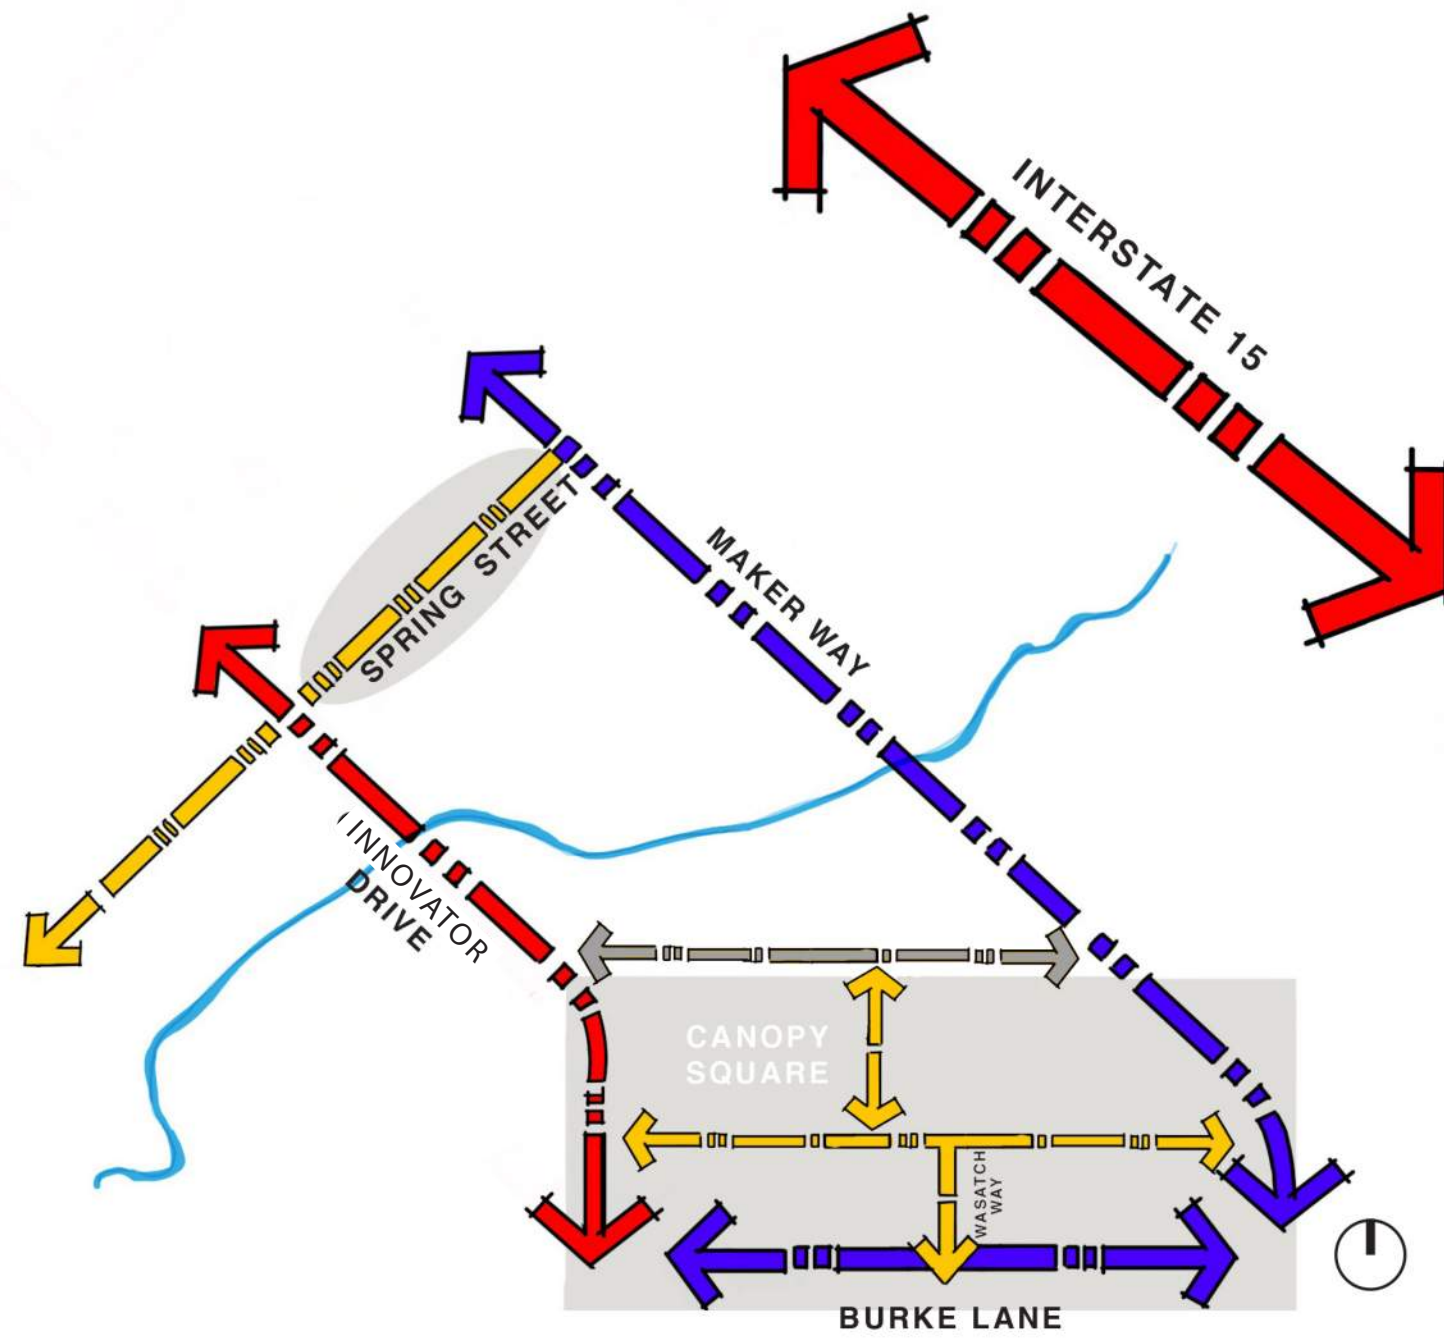 INTERSTATE 15
MAKER WAY
SPRING STREET
INNOVATOR
DRIVE
CANOPY
SQUARE
WASATCH
WAY
BURKE LANE